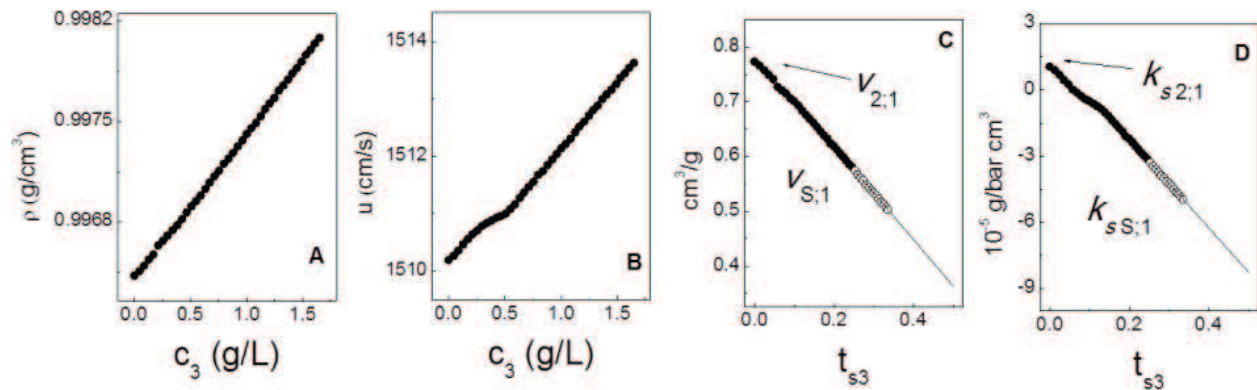 ρ (g/cm³)
0.9982
0.9975
0.9968
0.0 0.5 1.0 1.5
A
c₃ (g/L)
u (cm/s)
1514
1512
1510
0.0 0.5 1.0 1.5
B
c₃ (g/L)
cm³/g
0.8
0.7
0.6
0.5
0.4
0.0 0.2 0.4
C
v₂;₁
vS;1
tₛ₃
10⁻⁵ g/bar cm³
3
0
-3
-6
-9
0.0 0.2 0.4
D
kₛ₂;₁
kₛS;1
tₛ₃